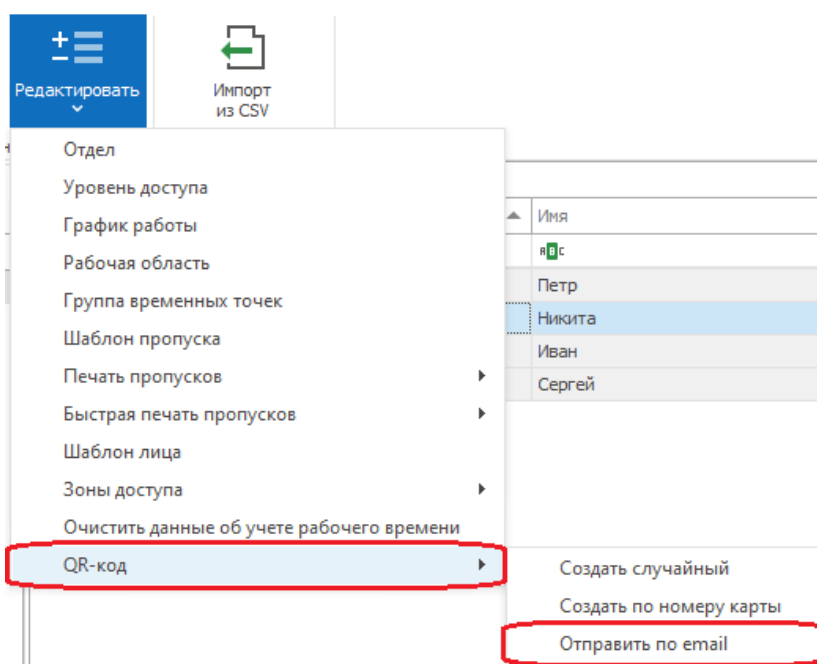 Редактировать
Импорт
из CSV
Отдел
Уровень доступа
График работы
Рабочая область
Группа временных точек
Шаблон пропуска
Печать пропусков
Быстрая печать пропусков
Шаблон лица
Зоны доступа
Очистить данные об учете рабочего времени
QR-код
Имя
ABC
Петр
Никита
Иван
Сергей
Создать случайный
Создать по номеру карты
Отправить по email